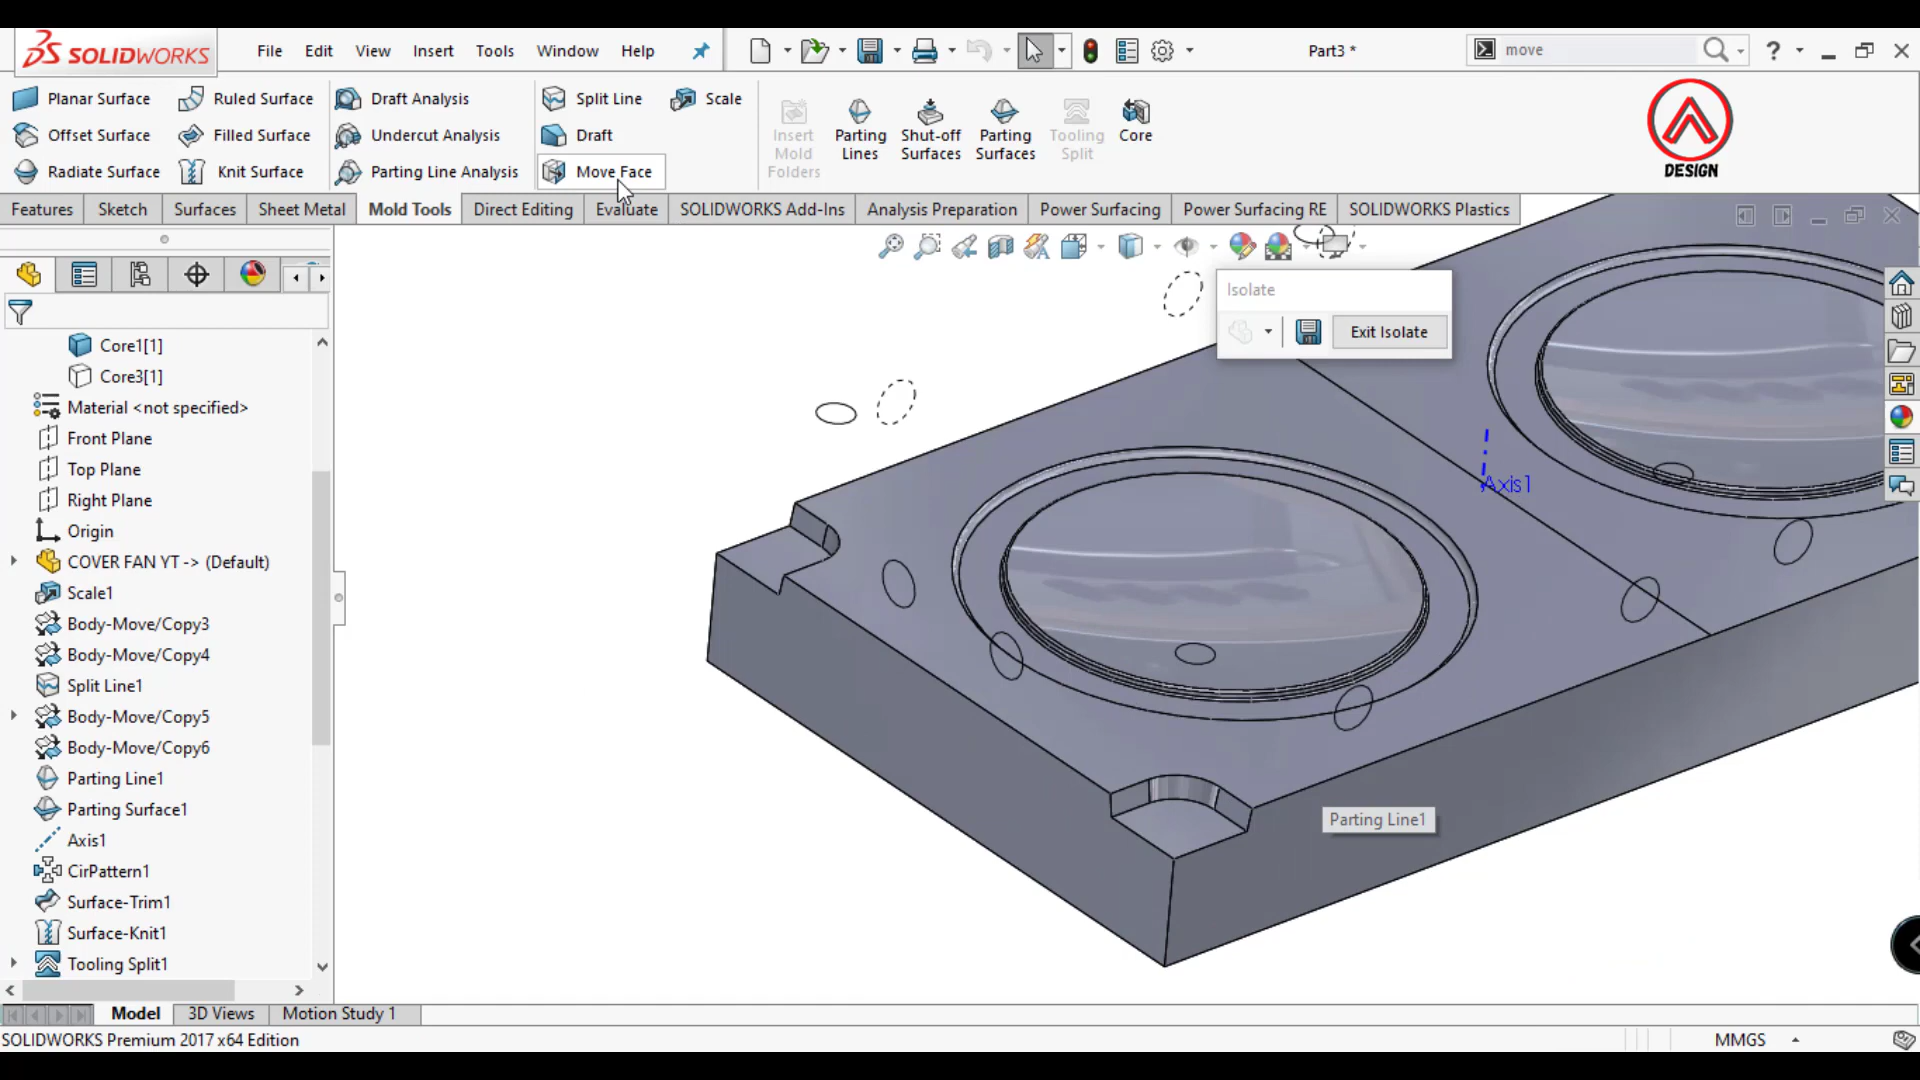 SOLIDWORKS
File Edit View Insert Tools Window Help
Part3 *
move
Planar Surface
Ruled Surface
Draft Analysis
Split Line
Scale
Offset Surface
Filled Surface
Undercut Analysis
Draft
Radiate Surface
Knit Surface
Parting Line Analysis
Move Face
Insert
Mold
Folders
Parting
Lines
Shut-off
Surfaces
Parting
Surfaces
Tooling
Split
Core
DESIGN
Features Sketch Surfaces Sheet Metal Mold Tools Direct Editing Evaluate SOLIDWORKS Add-Ins Analysis Preparation Power Surfacing Power Surfacing RE SOLIDWORKS Plastics
Isolate
Exit Isolate
Core1[1]
Core3[1]
Material <not specified>
Front Plane
Top Plane
Right Plane
Origin
COVER FAN YT -> (Default)
Scale1
Body-Move/Copy3
Body-Move/Copy4
Split Line1
Body-Move/Copy5
Body-Move/Copy6
Parting Line1
Parting Surface1
Axis1
CirPattern1
Surface-Trim1
Surface-Knit1
Tooling Split1
Axis1
Parting Line1
Model 3D Views Motion Study 1
SOLIDWORKS Premium 2017 x64 Edition
MMGS